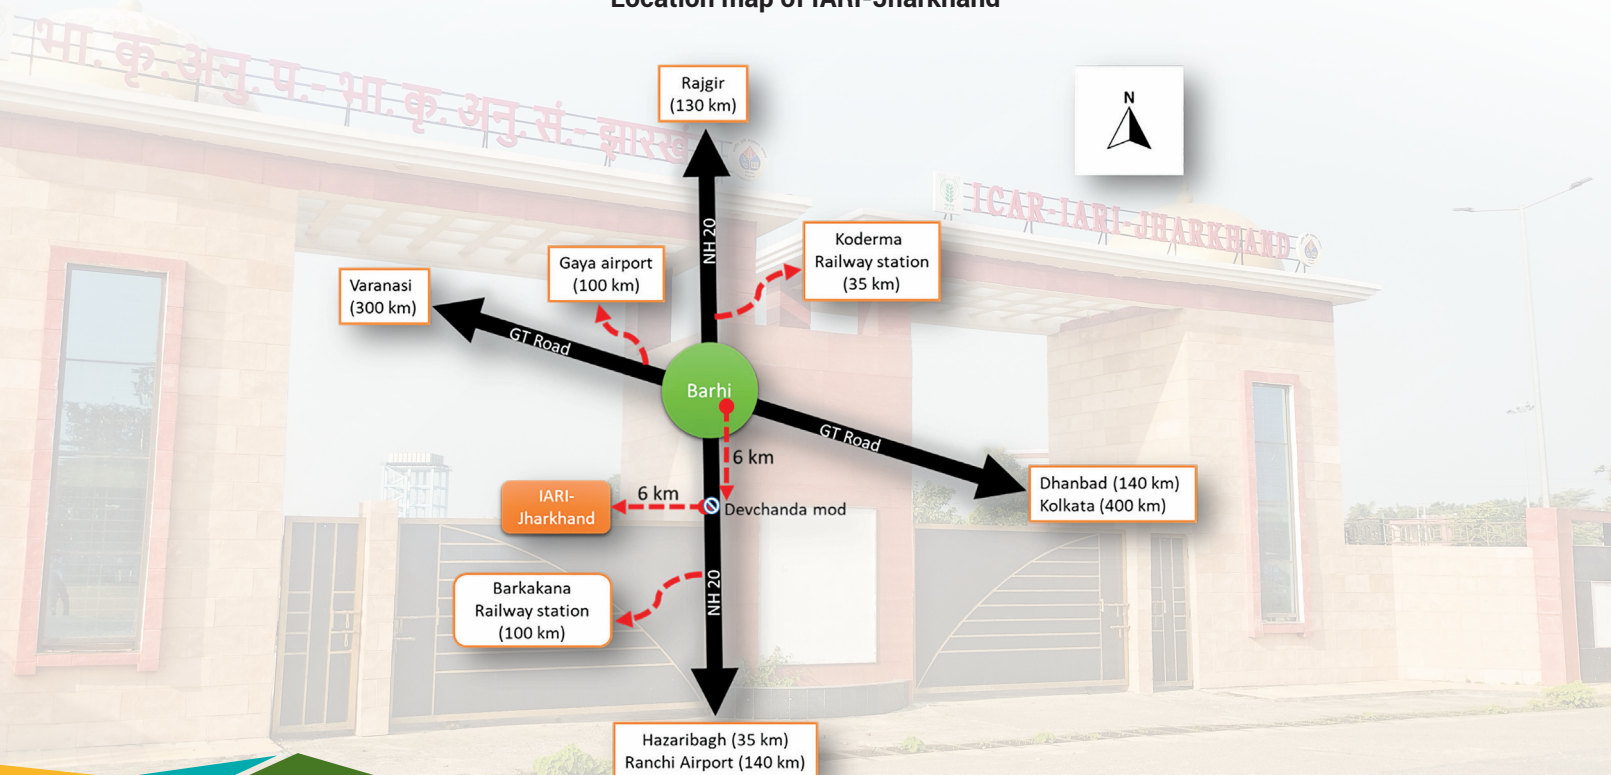 Location map of IARI-Jharkhand
भा.कृ.अनु.प.-भा.कृ.अनु.सं.-झारखंड
ICAR-IARI-JHARKHAND
N
Rajgir
(130 km)
NH 20
Koderma
Railway station
(35 km)
Gaya airport
(100 km)
Varanasi
(300 km)
GT Road
Barhi
GT Road
6 km
Dhanbad (140 km)
Kolkata (400 km)
IARI-
Jharkhand
6 km
Devchanda mod
Barkakana
Railway station
(100 km)
NH 20
Hazaribagh (35 km)
Ranchi Airport (140 km)